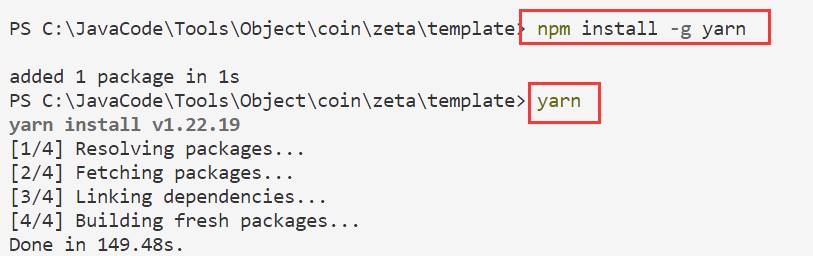 PS C:\JavaCode\Tools\Object\coin\zeta\template> npm install -g yarn
added 1 package in 1s
PS C:\JavaCode\Tools\Object\coin\zeta\template> yarn
yarn install v1.22.19
[1/4] Resolving packages...
[2/4] Fetching packages...
[3/4] Linking dependencies...
[4/4] Building fresh packages...
Done in 149.48s.